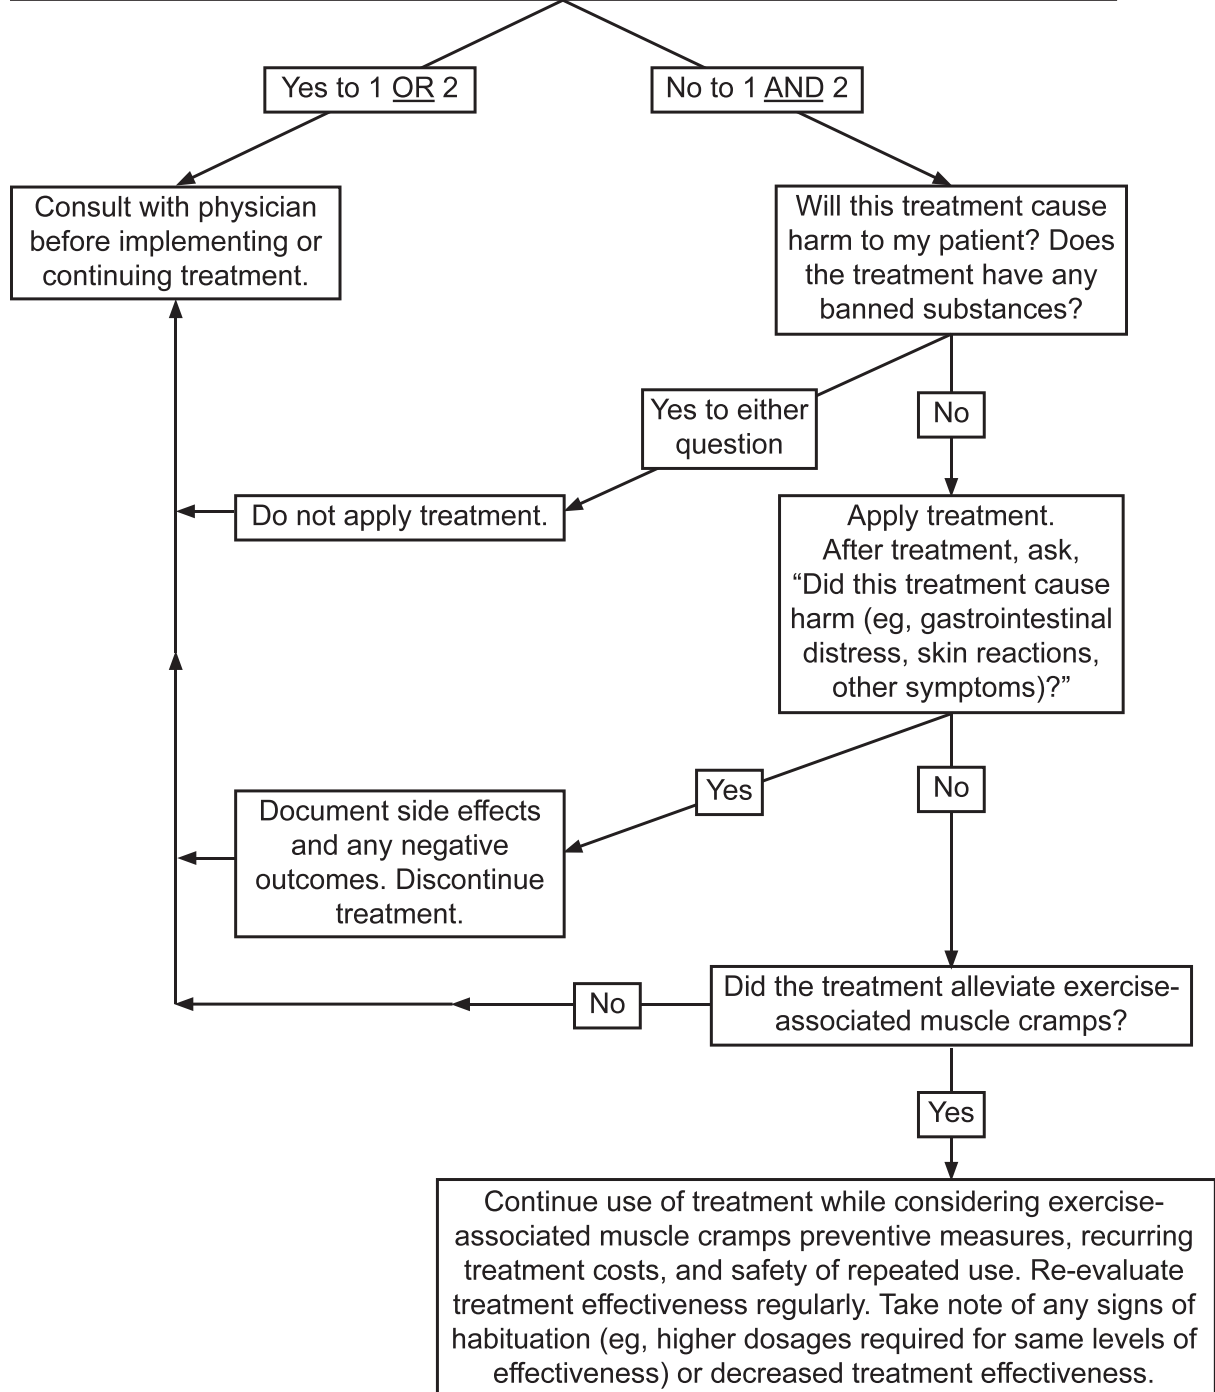 Yes to 1 OR 2
No to 1 AND 2
Consult with physician
before implementing or
continuing treatment.
Will this treatment cause
harm to my patient? Does
the treatment have any
banned substances?
Yes to either
question
No
Do not apply treatment.
Apply treatment.
After treatment, ask,
“Did this treatment cause
harm (eg, gastrointestinal
distress, skin reactions,
other symptoms)?”
Yes
No
Document side effects
and any negative
outcomes. Discontinue
treatment.
Did the treatment alleviate exercise-
associated muscle cramps?
No
Yes
Continue use of treatment while considering exercise-
associated muscle cramps preventive measures, recurring
treatment costs, and safety of repeated use. Re-evaluate
treatment effectiveness regularly. Take note of any signs of
habituation (eg, higher dosages required for same levels of
effectiveness) or decreased treatment effectiveness.